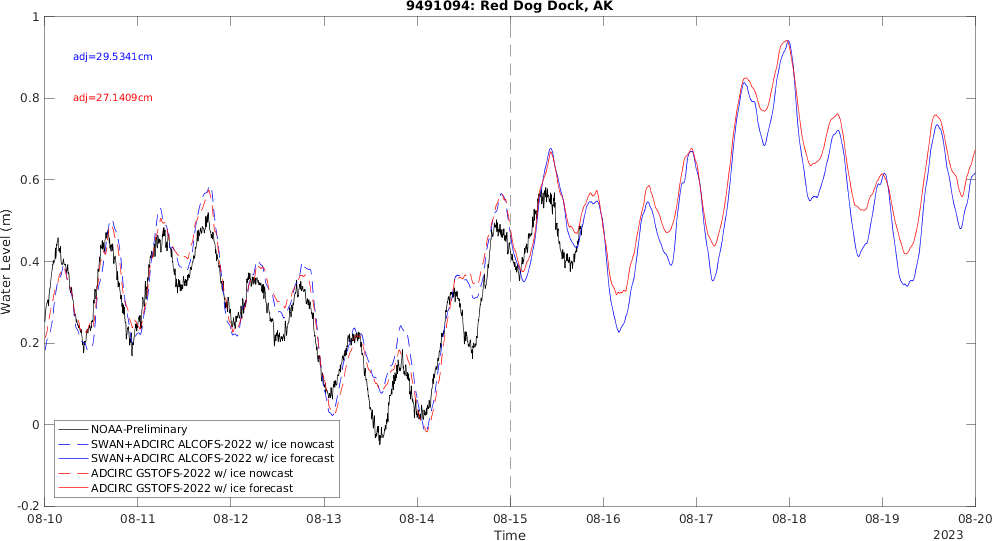 9491094: Red Dog Dock, AK
adj=29.5341cm
adj=27.1409cm
Water Level (m)
1
0.8
0.6
0.4
0.2
0
-0.2
NOAA-Preliminary
SWAN+ADCIRC ALCOFS-2022 w/ ice nowcast
SWAN+ADCIRC ALCOFS-2022 w/ ice forecast
ADCIRC GSTOFS-2022 w/ ice nowcast
ADCIRC GSTOFS-2022 w/ ice forecast
08-10 08-11 08-12 08-13 08-14 08-15 08-16 08-17 08-18 08-19 08-20
Time
2023